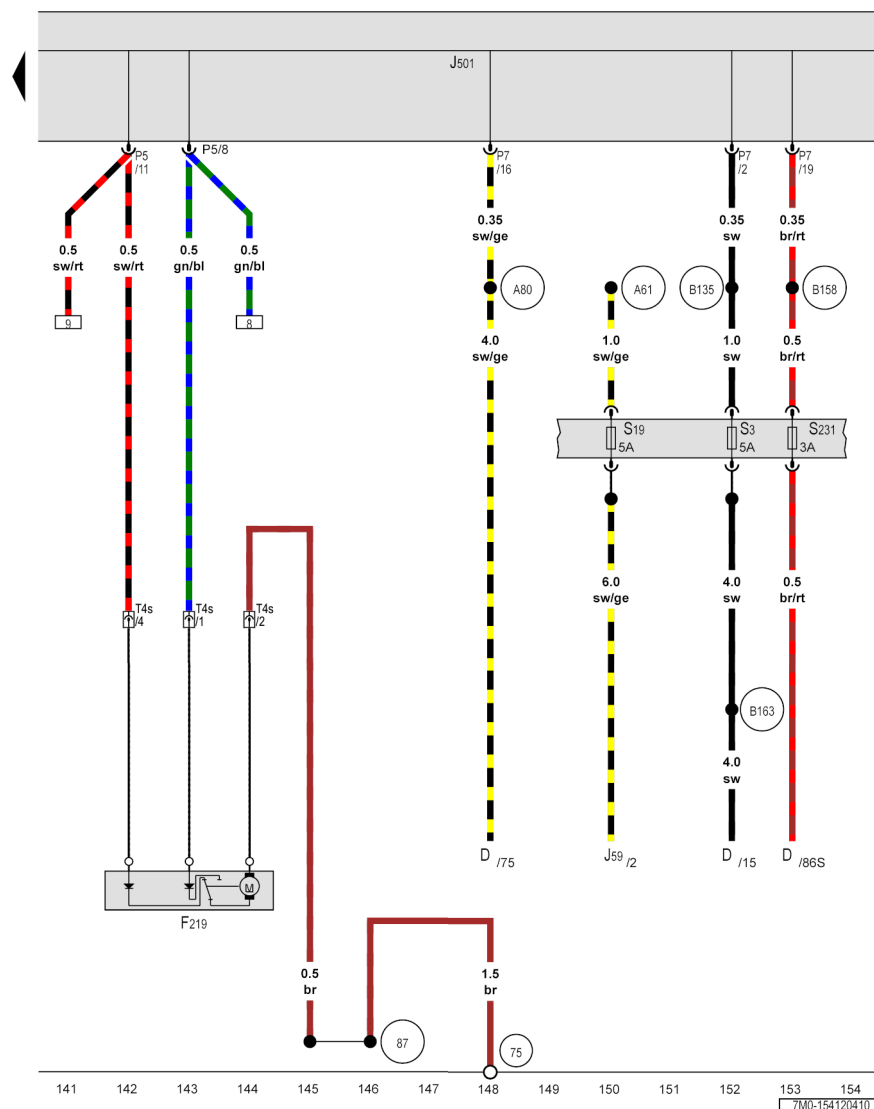 J501
P5
/11
P5/8
P7
/16
P7
/2
P7
/19
0.5
sw/rt
0.5
sw/rt
0.5
gn/bl
0.5
gn/bl
0.35
sw/ge
0.35
sw
0.35
br/rt
A80
A61
B135
B158
9
8
4.0
sw/ge
1.0
sw/ge
1.0
sw
0.5
br/rt
S19
5A
S3
5A
S231
3A
6.0
sw/ge
4.0
sw
0.5
br/rt
T4s
/4
T4s
/1
T4s
/2
B163
4.0
sw
D /75
J59 /2
D /15
D /86S
M
F219
0.5
br
1.5
br
87
75
141 142 143 144 145 146 147 148 149 150 151 152 153 154
7M0-154120410